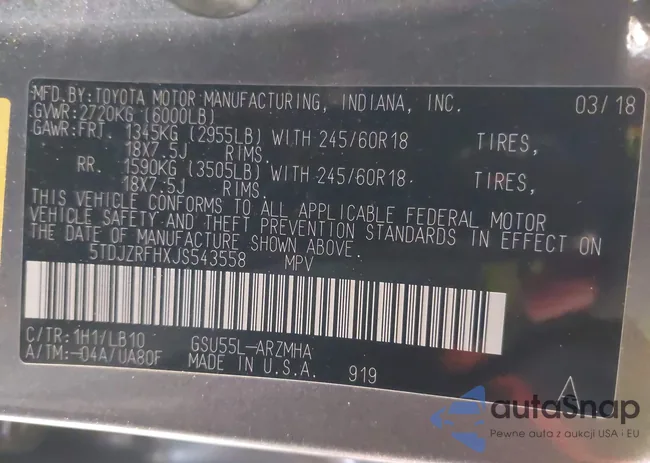 MFD.BY:TOYOTA MOTOR MANUFACTURING, INDIANA, INC. 03/18
GVWR:2720KG (6000LB)
GAWR:FRT. 1345KG (2955LB) WITH 245/60R18 TIRES,
18X7.5J RIMS.
RR. 1590KG (3505LB) WITH 245/60R18 TIRES,
18X7.5J RIMS.
THIS VEHICLE CONFORMS TO ALL APPLICABLE FEDERAL MOTOR
VEHICLE SAFETY AND THEFT PREVENTION STANDARDS IN EFFECT ON
THE DATE OF MANUFACTURE SHOWN ABOVE.
5TDJZRFHXJS543558 MPV
C/TR:1H1/LB10 GSU55L-ARZMHA
A/TM:-04A/UA80F MADE IN U.S.A. 919
autoSnap
Pewne auta z aukcji USA · EU